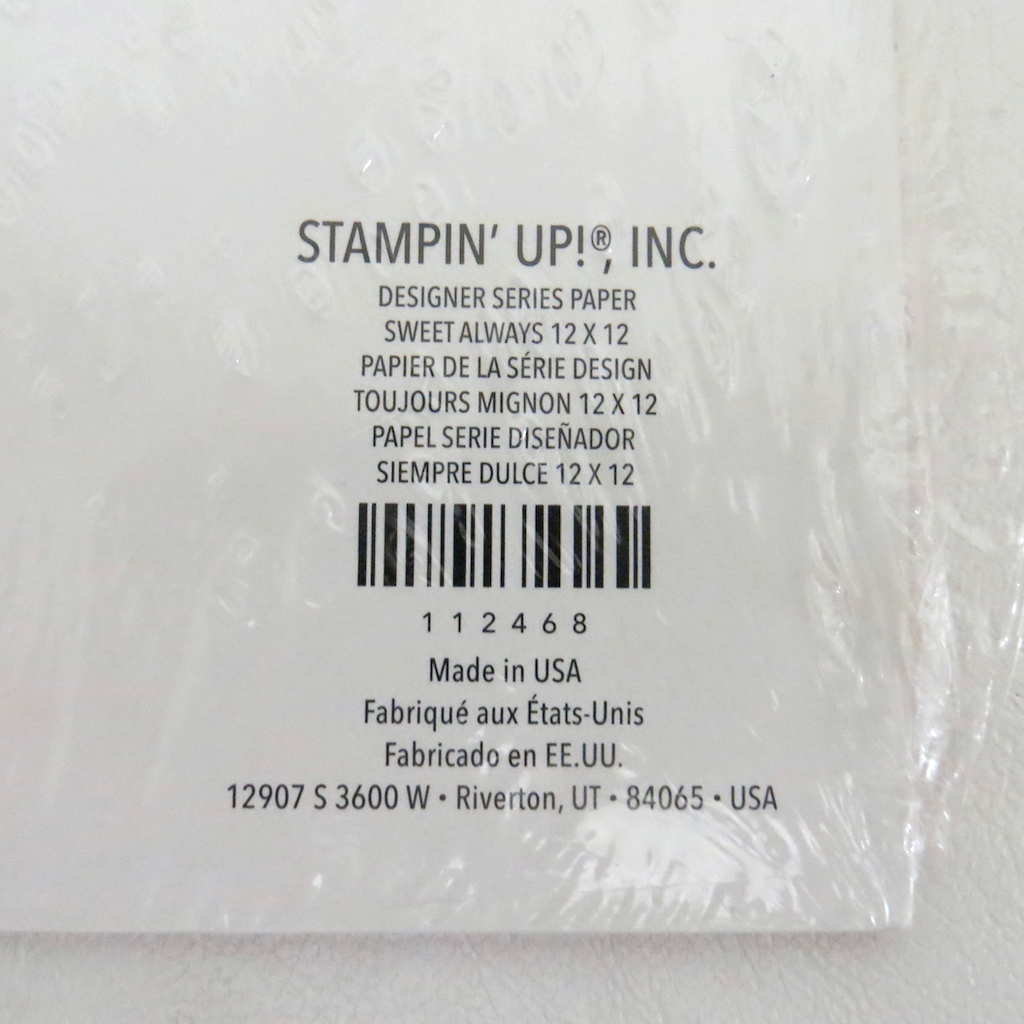 STAMPIN' UP!®, INC.
DESIGNER SERIES PAPER
SWEET ALWAYS 12 X 12
PAPIER DE LA SÉRIE DESIGN
TOUJOURS MIGNON 12 X 12
PAPEL SERIE DISEÑADOR
SIEMPRE DULCE 12 X 12
112468
Made in USA
Fabriqué aux États-Unis
Fabricado en EE.UU.
12907 S 3600 W • Riverton, UT • 84065 • USA